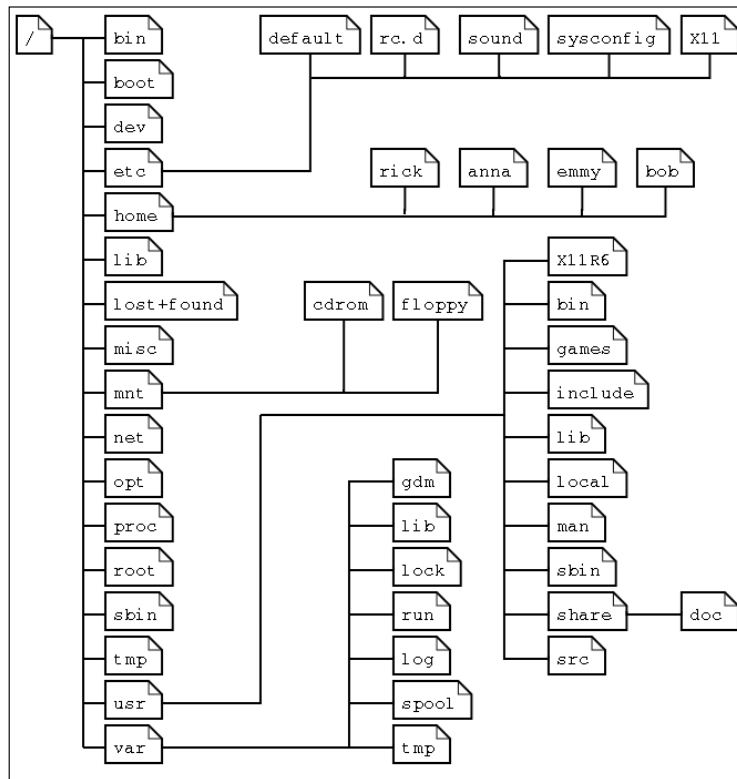 / bin default rc.d sound sysconfig X11
boot
dev
etc rick anna emmy bob
home
lib X11R6
lost+found cdrom floppy bin
misc games
mnt include
net lib
opt gdm local
proc lib man
root lock sbin
sbin run share doc
tmp log src
usr spool
var tmp